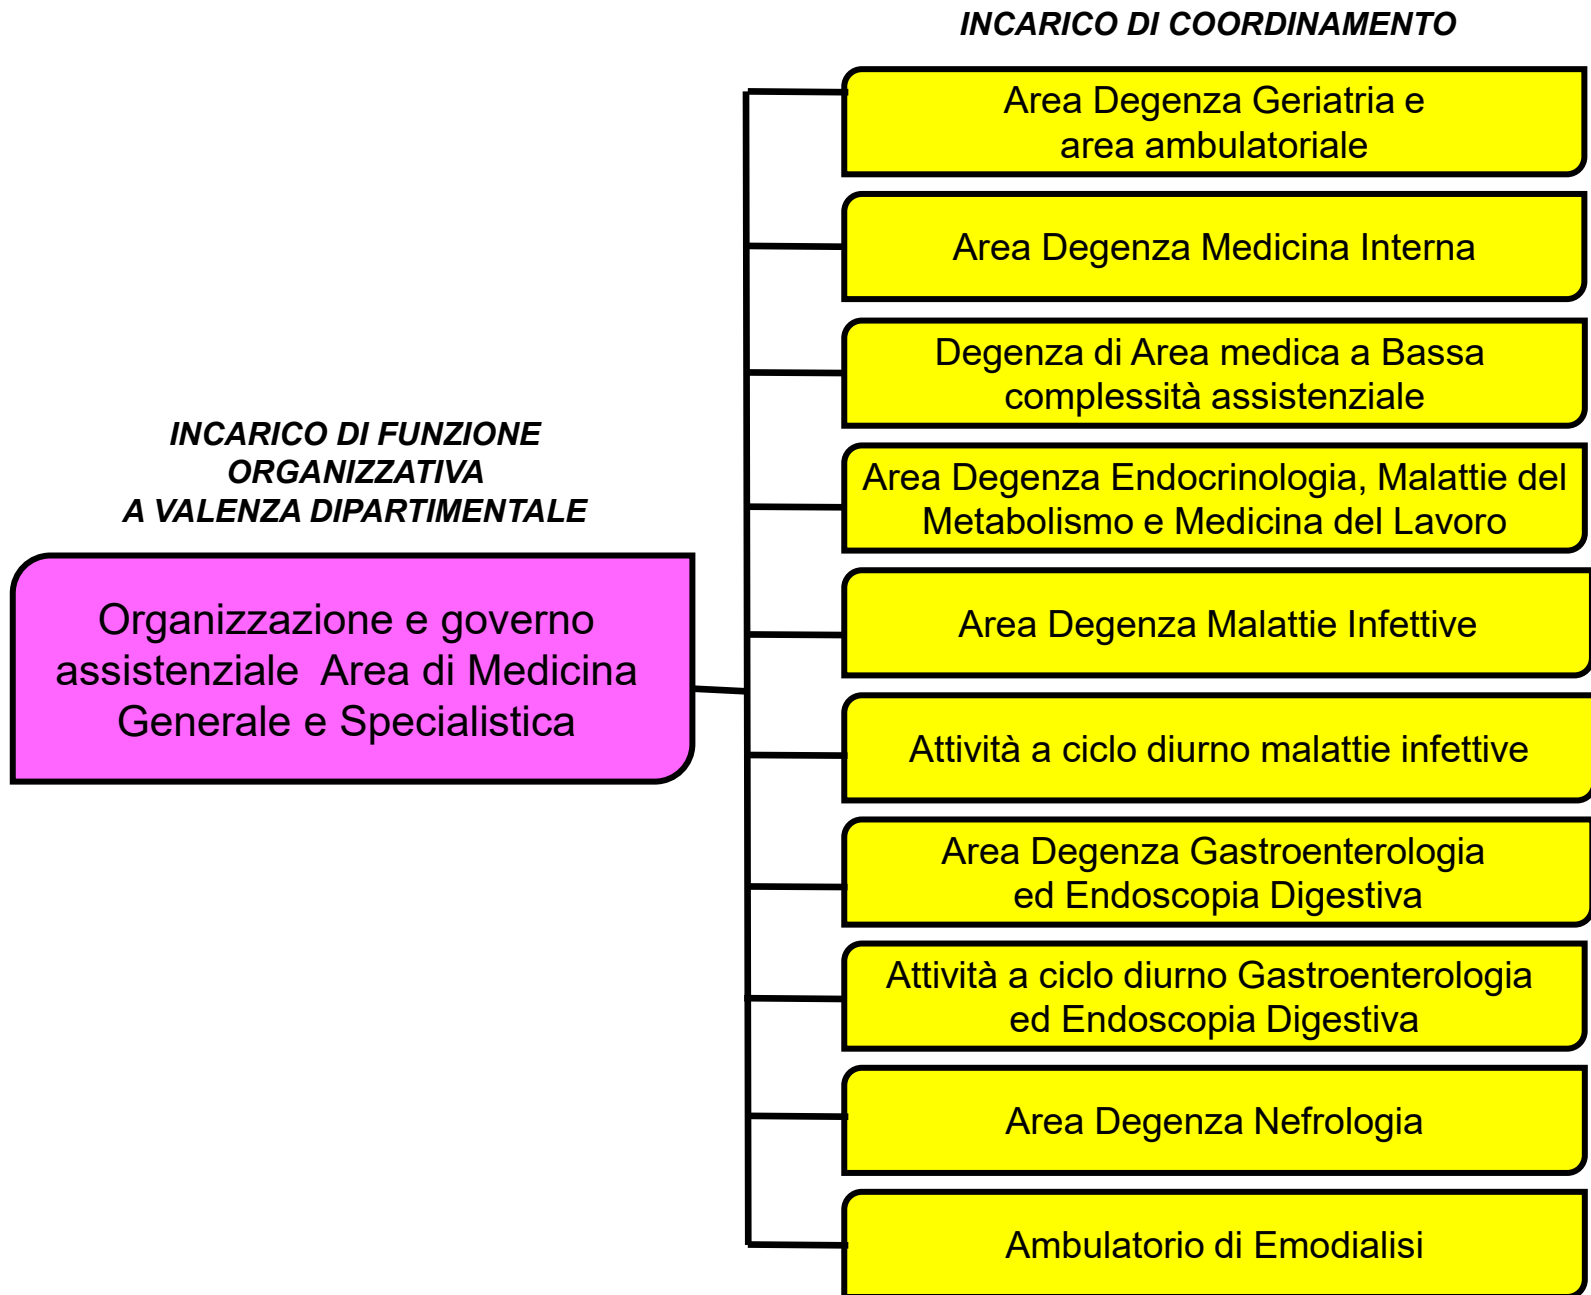 INCARICO DI COORDINAMENTO
Area Degenza Geriatria e
area ambulatoriale
Area Degenza Medicina Interna
Degenza di Area medica a Bassa
complessità assistenziale
Area Degenza Endocrinologia, Malattie del
Metabolismo e Medicina del Lavoro
Area Degenza Malattie Infettive
Attività a ciclo diurno malattie infettive
Area Degenza Gastroenterologia
ed Endoscopia Digestiva
Attività a ciclo diurno Gastroenterologia
ed Endoscopia Digestiva
Area Degenza Nefrologia
Ambulatorio di Emodialisi
INCARICO DI FUNZIONE
ORGANIZZATIVA
A VALENZA DIPARTIMENTALE
Organizzazione e governo
assistenziale Area di Medicina
Generale e Specialistica